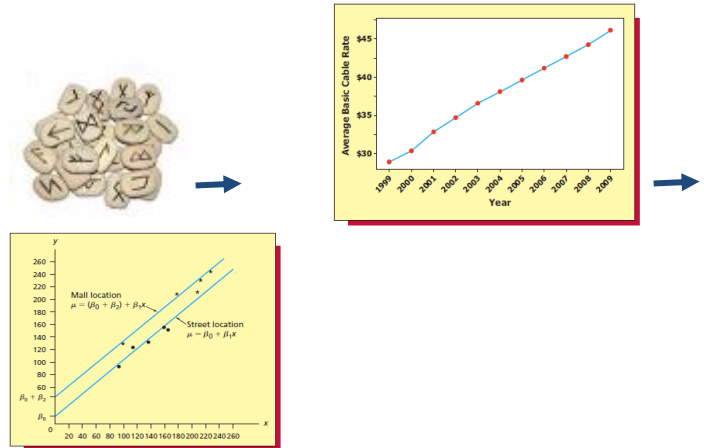 Average Basic Cable Rate
$45
$40
$35
$30
1999 2000 2001 2002 2003 2004 2005 2006 2007 2008 2009
Year
y
260
240
220
200
180
160
140
120
100
80
60
β₀ + β₂
β₀
0
Mall location
μ = (β₀ + β₂) + β₁x
Street location
μ = β₀ + β₁x
x
20 40 60 80 100 120 140 160 180 200 220 240 260